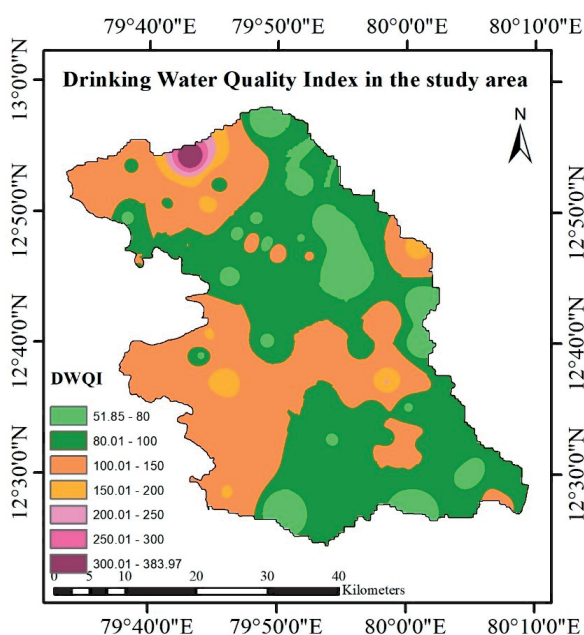 79°40'0"E 79°50'0"E 80°0'0"E 80°10'0"E
Drinking Water Quality Index in the study area
N
13°0'0"N
12°50'0"N
12°40'0"N
12°30'0"N
13°0'0"N
12°50'0"N
12°40'0"N
12°30'0"N
DWQI
51.85 - 80
80.01 - 100
100.01 - 150
150.01 - 200
200.01 - 250
250.01 - 300
300.01 - 383.97
0 5 10 20 30 40
Kilometers
79°40'0"E 79°50'0"E 80°0'0"E 80°10'0"E